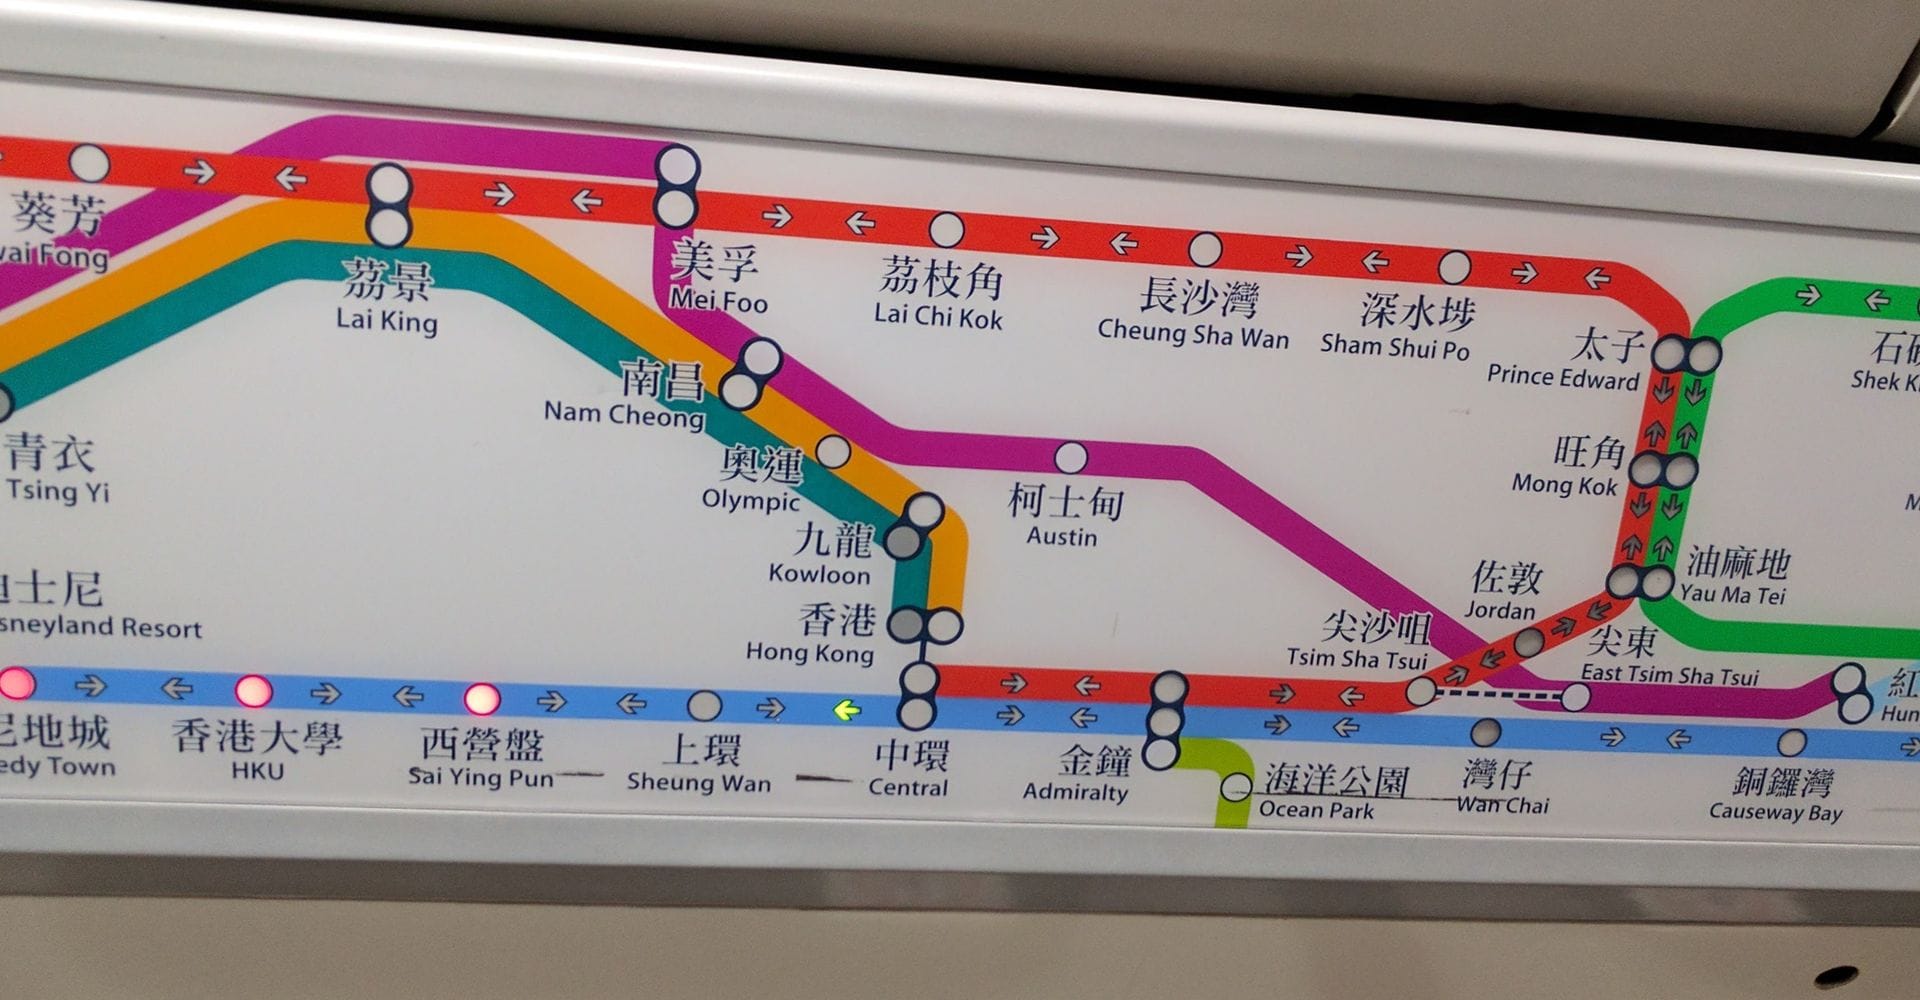 葵芳
Fong
荔景
Lai King
美孚
Mei Foo
荔枝角
Lai Chi Kok
長沙灣
Cheung Sha Wan
深水埗
Sham Shui Po
太子
Prince Edward
Shek
南昌
Nam Cheong
青衣
Tsing Yi
奧運
Olympic
柯士甸
Austin
旺角
Mong Kok
九龍
Kowloon
佐敦
Jordan
油麻地
Yau Ma Tei
士尼
sneyland Resort
香港
Hong Kong
尖沙咀
Tsim Sha Tsui
尖東
East Tsim Sha Tsui
紅
Hun
地城
edy Town
香港大學
HKU
西營盤
Sai Ying Pun
上環
Sheung Wan
中環
Central
金鐘
Admiralty
海洋公園
Ocean Park
灣仔
Wan Chai
銅鑼灣
Causeway Bay